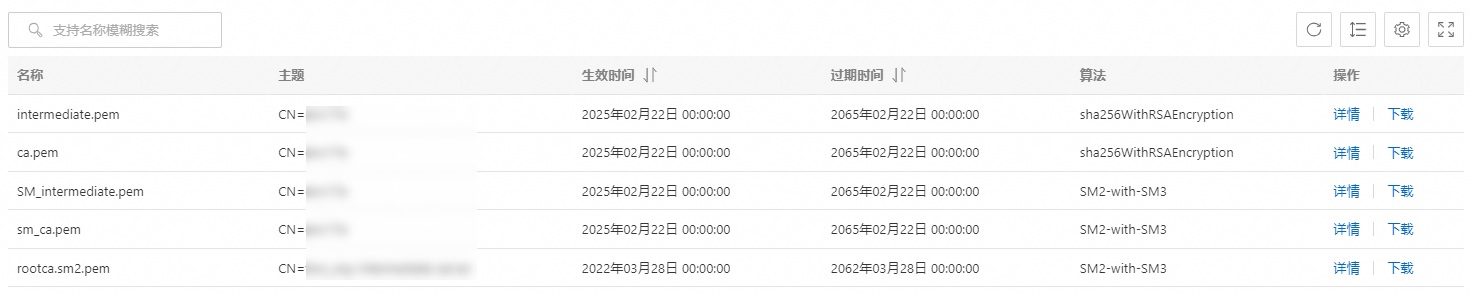 支持名称模糊搜索
名称 主题 生效时间 过期时间 算法 操作
intermediate.pem CN= 2025年02月22日 00:00:00 2065年02月22日 00:00:00 sha256WithRSAEncryption 详情 下载
ca.pem CN= 2025年02月22日 00:00:00 2065年02月22日 00:00:00 sha256WithRSAEncryption 详情 下载
SM_intermediate.pem CN= 2025年02月22日 00:00:00 2065年02月22日 00:00:00 SM2-with-SM3 详情 下载
sm_ca.pem CN= 2025年02月22日 00:00:00 2065年02月22日 00:00:00 SM2-with-SM3 详情 下载
rootca.sm2.pem CN= 2022年03月28日 00:00:00 2062年03月28日 00:00:00 SM2-with-SM3 详情 下载